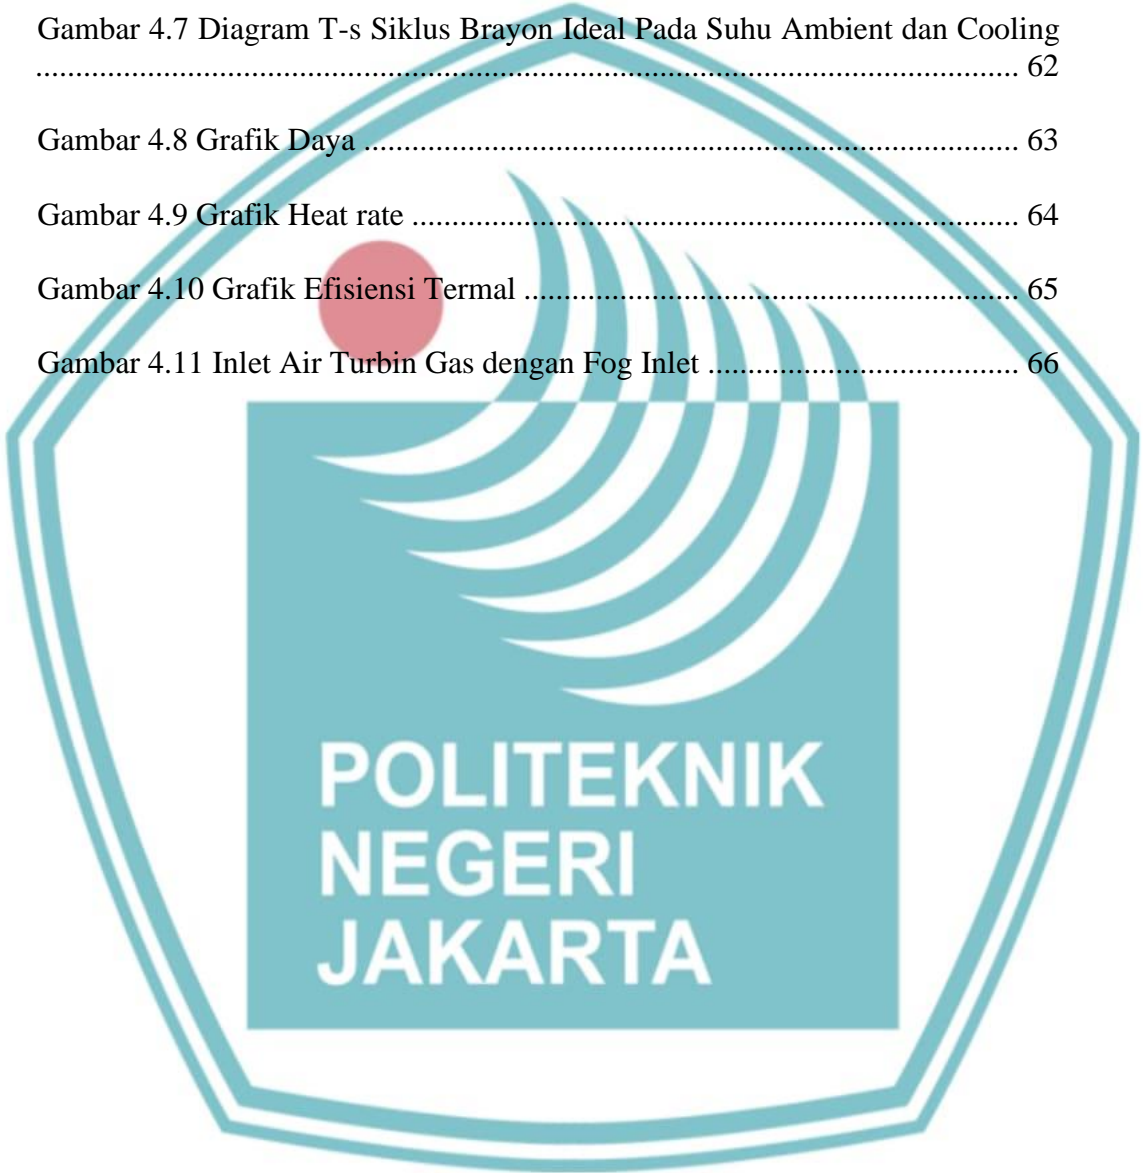 Gambar 4.7 Diagram T-s Siklus Brayon Ideal Pada Suhu Ambient dan Cooling
........................................................................................................................... 62
Gambar 4.8 Grafik Daya ................................................................................. 63
Gambar 4.9 Grafik Heat rate ........................................................................... 64
Gambar 4.10 Grafik Efisiensi Termal ............................................................. 65
Gambar 4.11 Inlet Air Turbin Gas dengan Fog Inlet ...................................... 66
POLITEKNIK
NEGERI
JAKARTA